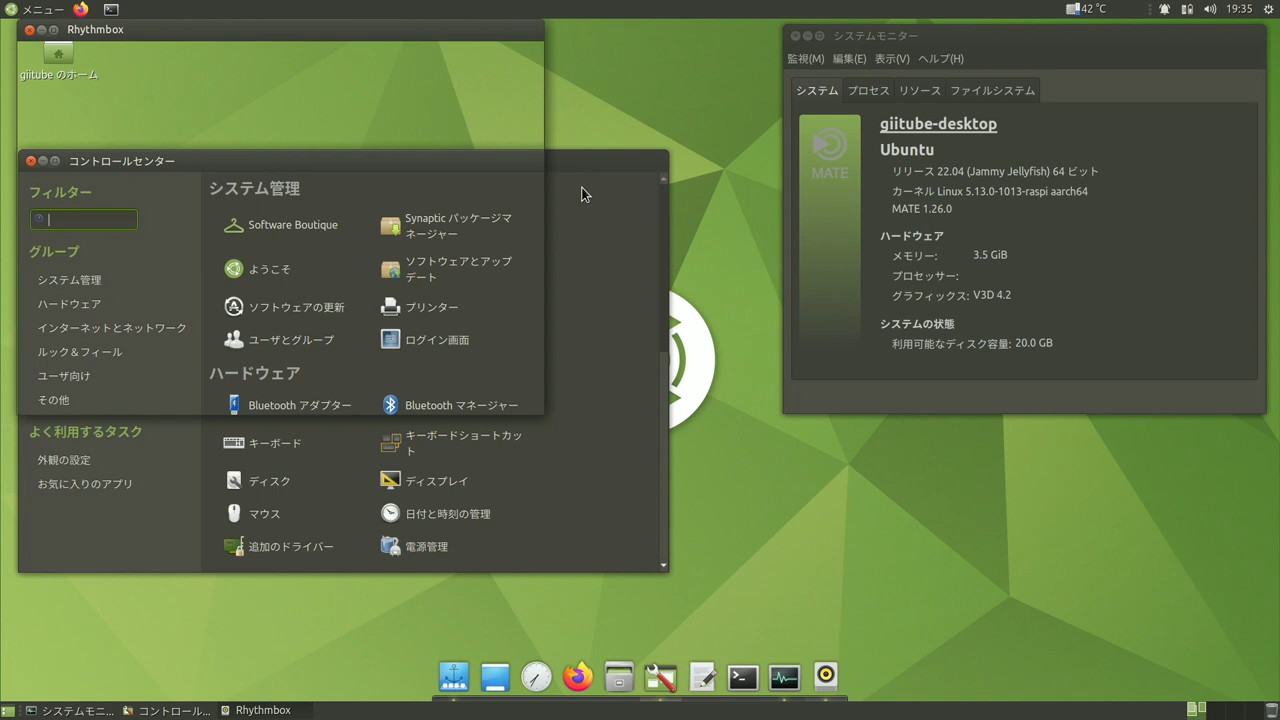 メニュー
42 ℃
19:35
Rhythmbox
giitube のホーム
コントロールセンター
フィルター
グループ
システム管理
ハードウェア
インターネットとネットワーク
ルック＆フィール
ユーザ向け
その他
よく利用するタスク
外観の設定
お気に入りのアプリ
システム管理
Software Boutique
Synaptic パッケージマ
ネージャー
ようこそ
ソフトウェアとアップ
デート
ソフトウェアの更新
プリンター
ユーザとグループ
ログイン画面
ハードウェア
Bluetooth アダプター
Bluetooth マネージャー
キーボード
キーボードショートカッ
ト
ディスク
ディスプレイ
マウス
日付と時刻の管理
追加のドライバー
電源管理
システムモニター
監視(M) 編集(E) 表示(V) ヘルプ(H)
システム プロセス リソース ファイルシステム
MATE
giitube-desktop
Ubuntu
リリース 22.04 (Jammy Jellyfish) 64 ビット
カーネル Linux 5.13.0-1013-raspi aarch64
MATE 1.26.0
ハードウェア
メモリー: 3.5 GiB
プロセッサー:
グラフィックス: V3D 4.2
システムの状態
利用可能なディスク容量: 20.0 GB
システムモニ...
コントロール...
Rhythmbox